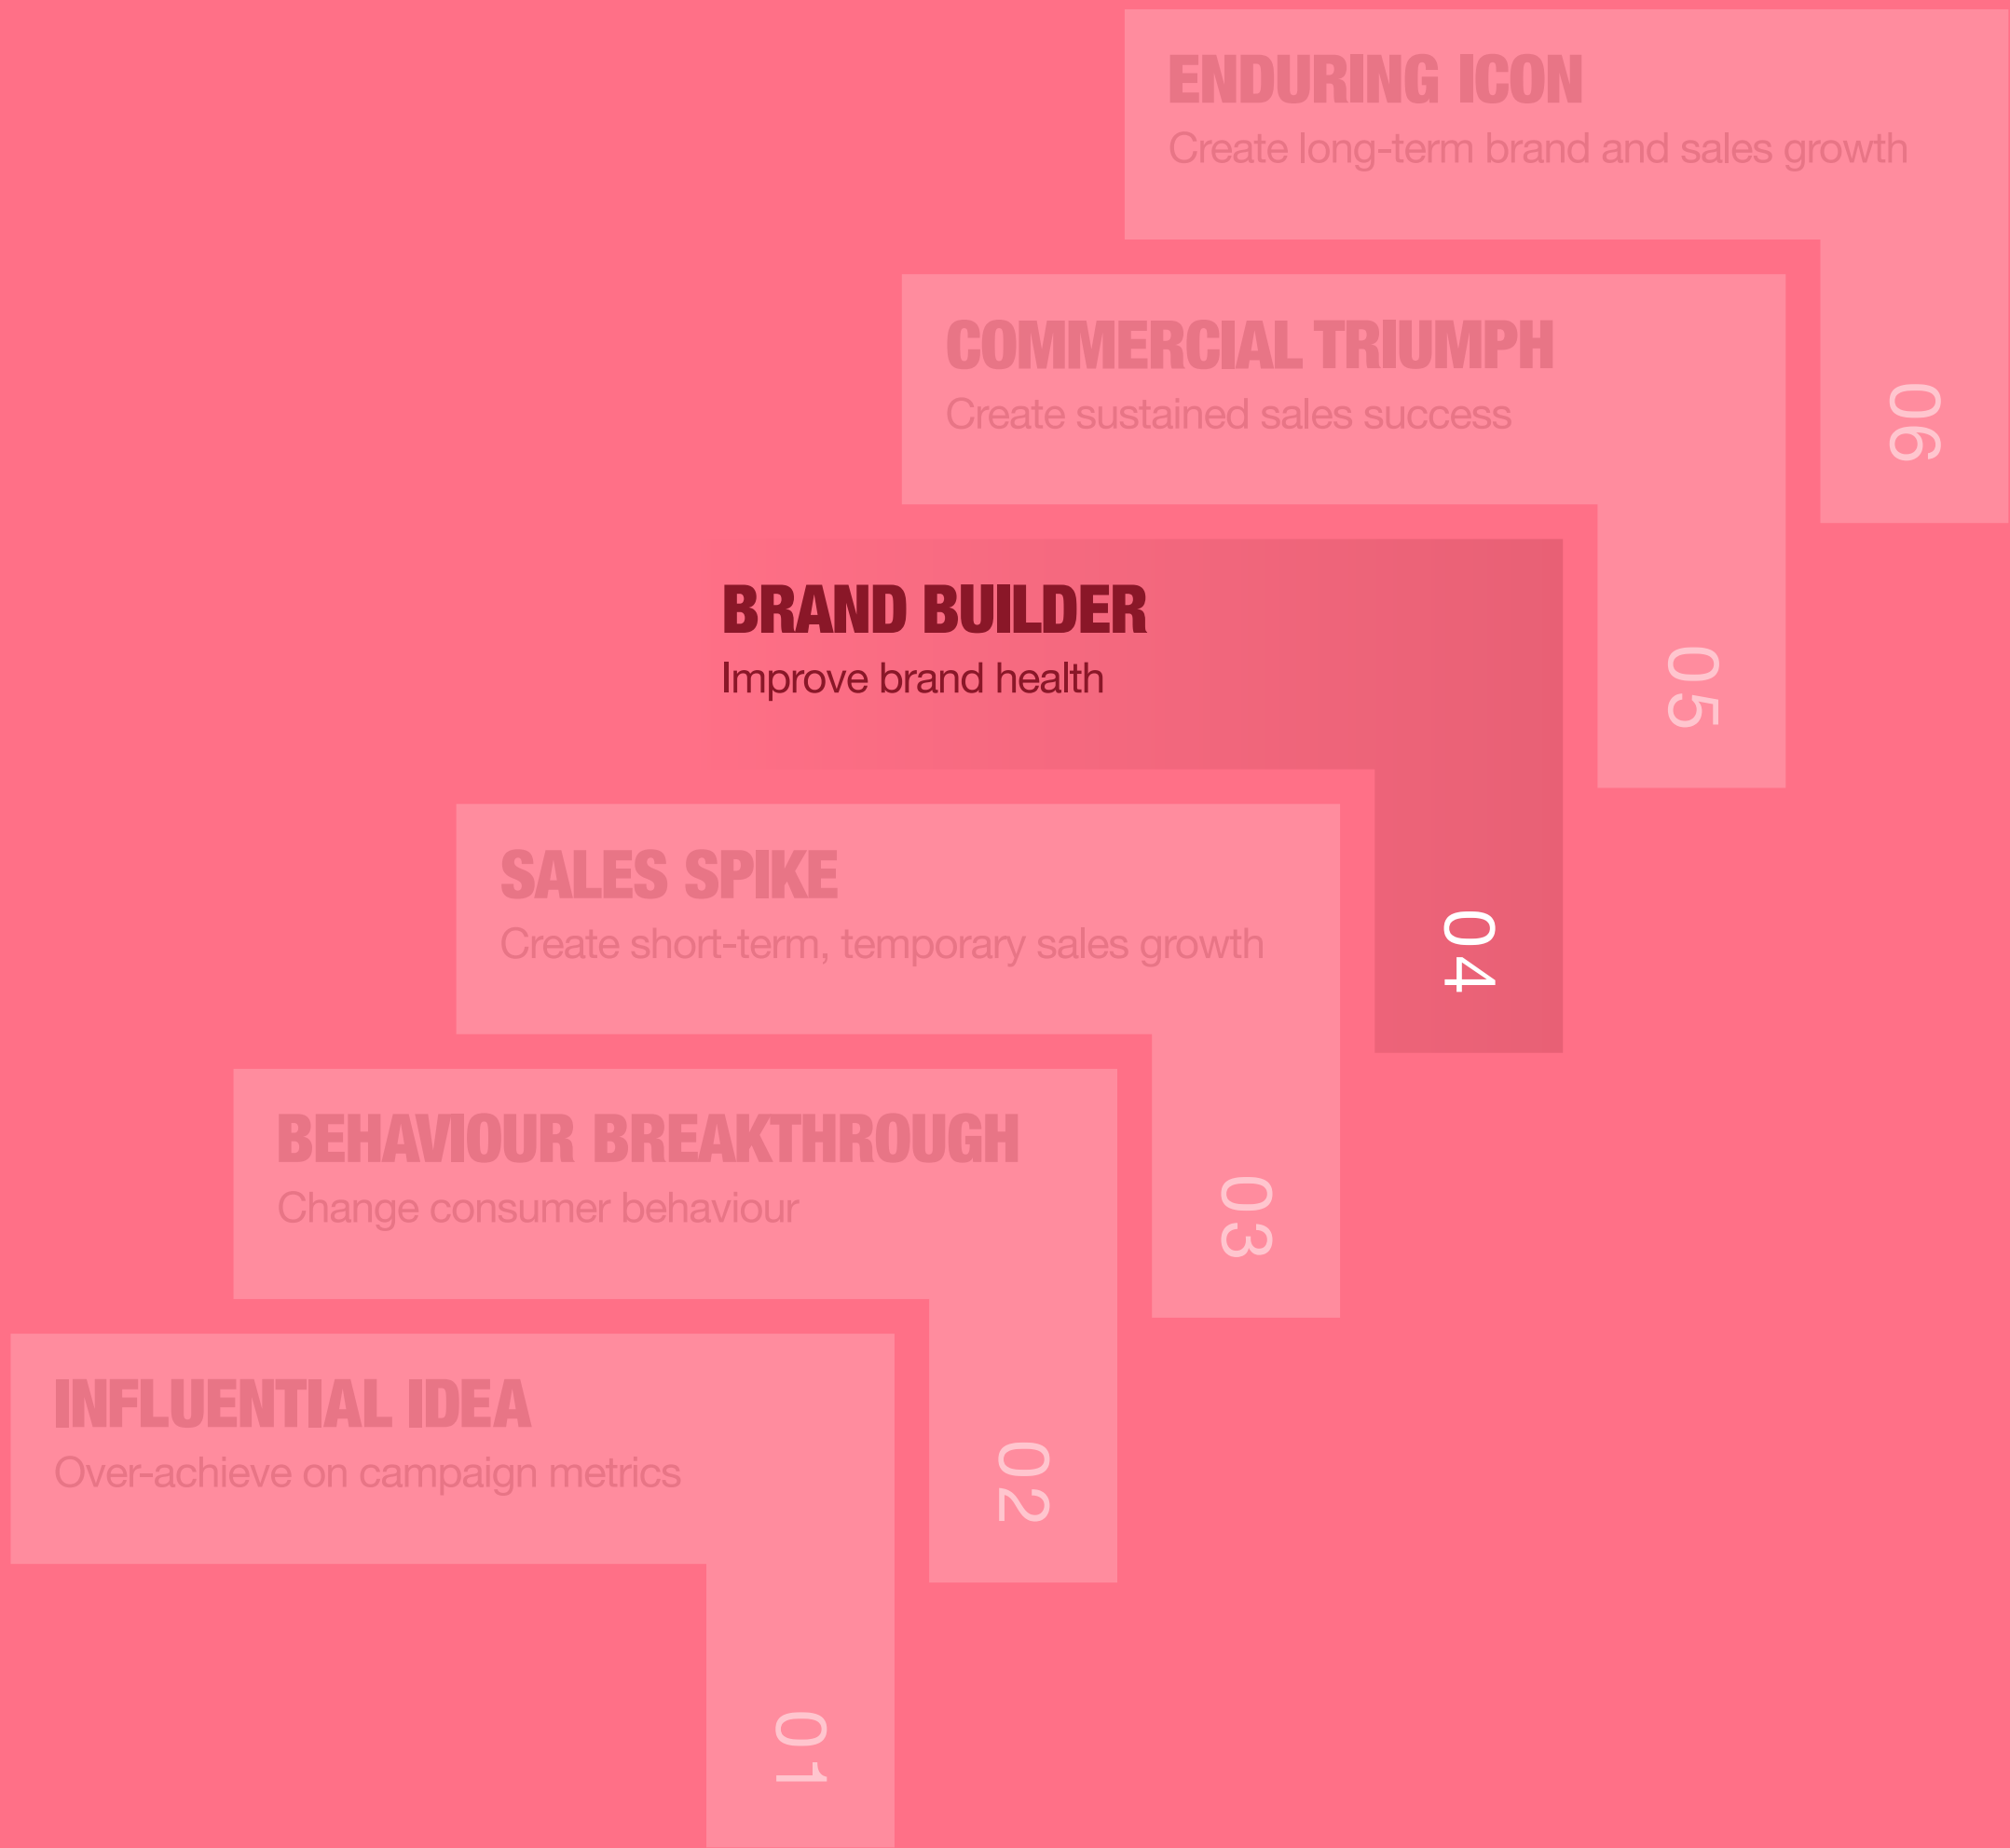 ENDURING ICON
Create long-term brand and sales growth
06
COMMERCIAL TRIUMPH
Create sustained sales success
05
BRAND BUILDER
Improve brand health
04
SALES SPIKE
Create short-term, temporary sales growth
03
BEHAVIOUR BREAKTHROUGH
Change consumer behaviour
02
INFLUENTIAL IDEA
Over-achieve on campaign metrics
01